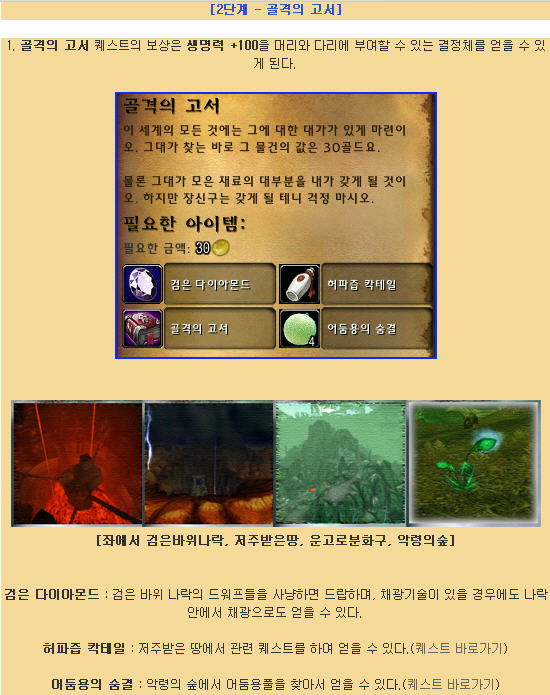 [2단계 - 골격의 고서]
1. 골격의 고서 퀘스트의 보상은 생명력 +100을 머리와 다리에 부여할 수 있는 결정체를 얻을 수 있
게 된다.
골격의 고서
이 세계의 모든 것에는 그에 대한 대가가 있게 마련이
오. 그대가 찾는 바로 그 물건의 값은 30골드요.
물론 그대가 모은 재료의 대부분을 내가 갖게 될 것이
오. 하지만 장신구는 갖게 될 테니 걱정 마시오.
필요한 아이템:
필요한 금액: 30
검은 다이아몬드
허파즙 칵테일
골격의 고서
4
어둠용의 숨결
[좌에서 검은바위나락, 저주받은땅, 운고로분화구, 악령의숲]
검은 다이아몬드 : 검은 바위 나락의 드워프들을 사냥하면 드랍하며, 채광기술이 있을 경우에도 나락
안에서 채광으로도 얻을 수 있다.
허파즙 칵테일 : 저주받은 땅에서 관련 퀘스트를 하여 얻을 수 있다.(퀘스트 바로가기)
어둠용의 숨결 : 악령의 숲에서 어둠용풀을 찾아서 얻을 수 있다.(퀘스트 바로가기)